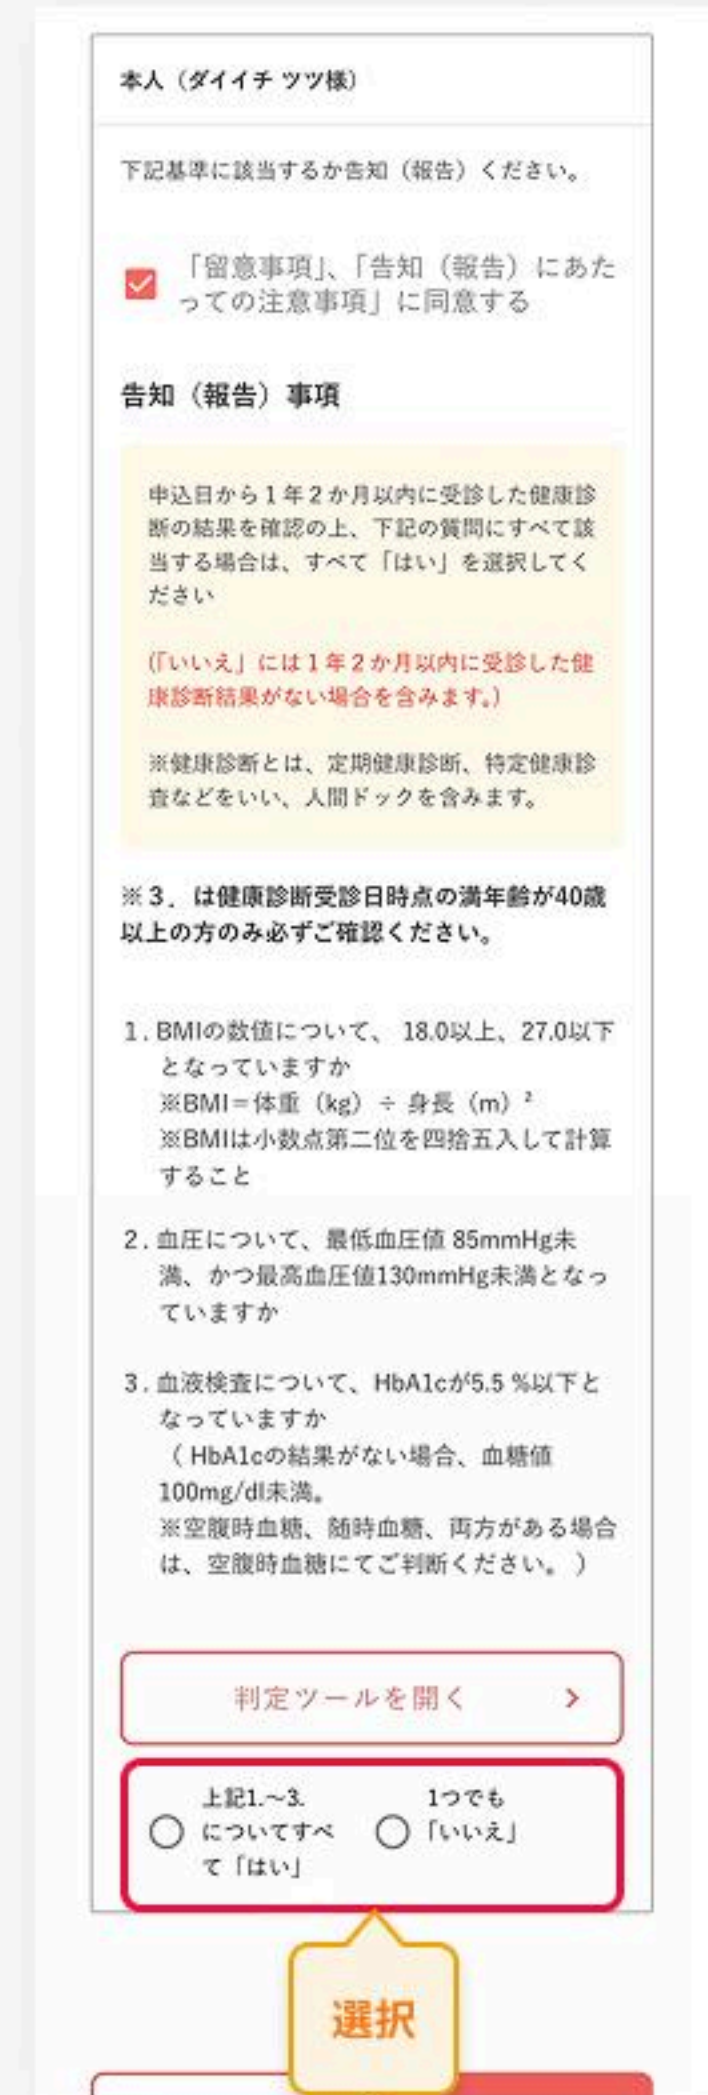 本人（ダイイチ ツツ様）
下記基準に該当するか告知（報告）ください。
「留意事項」、「告知（報告）にあた
っての注意事項」に同意する
告知（報告）事項
申込日から１年２か月以内に受診した健康診
断の結果を確認の上、下記の質問にすべて該
当する場合は、すべて「はい」を選択してく
ださい
(「いいえ」には１年２か月以内に受診した健
康診断結果がない場合を含みます。)
※健康診断とは、定期健康診断、特定健康診
査などをいい、人間ドックを含みます。
※３．は健康診断受診日時点の満年齢が40歳
以上の方のみ必ずご確認ください。
１. BMIの数値について、 18.0以上、27.0以下
となっていますか
※BMI＝体重（kg）÷ 身長（m）²
※BMIは小数点第二位を四捨五入して計算
すること
２. 血圧について、最低血圧値 85mmHg未
満、かつ最高血圧値130mmHg未満となっ
ていますか
３. 血液検査について、HbA1cが5.5 %以下と
なっていますか
（ HbA1cの結果がない場合、血糖値
100mg/dl未満。
※空腹時血糖、随時血糖、両方がある場合
は、空腹時血糖にてご判断ください。 ）
判定ツールを開く
上記1.～3.
についてすべ
て「はい」
1つでも
「いいえ」
選択